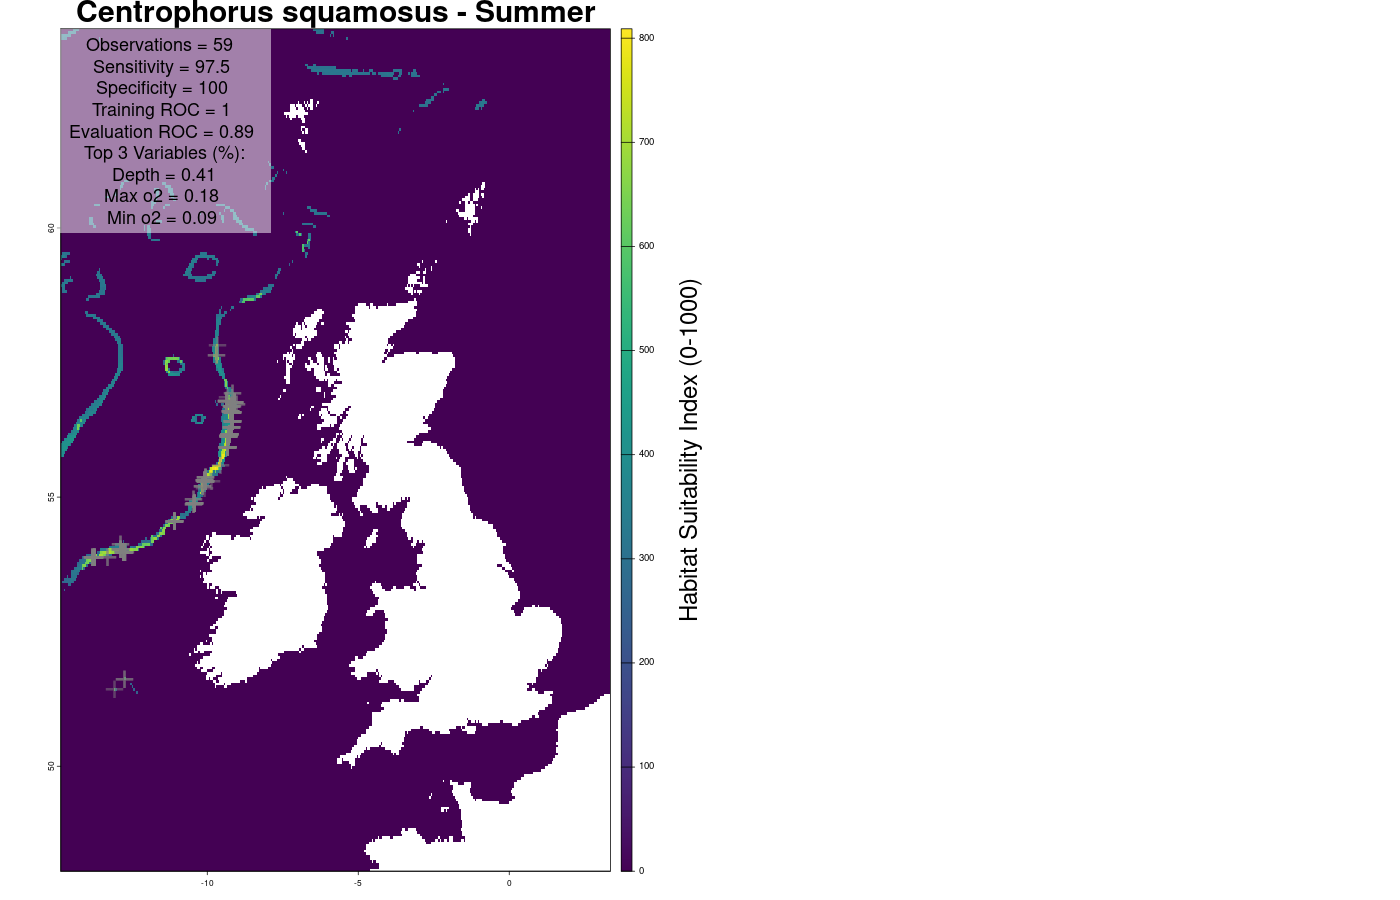 Centrophorus squamosus - Summer
Observations = 59
Sensitivity = 97.5
Specificity = 100
Training ROC = 1
Evaluation ROC = 0.89
Top 3 Variables (%):
Depth = 0.41
Max o2 = 0.18
Min o2 = 0.09
60
55
50
-10
-5
0
800
700
600
500
400
300
200
100
0
Habitat Suitability Index (0-1000)